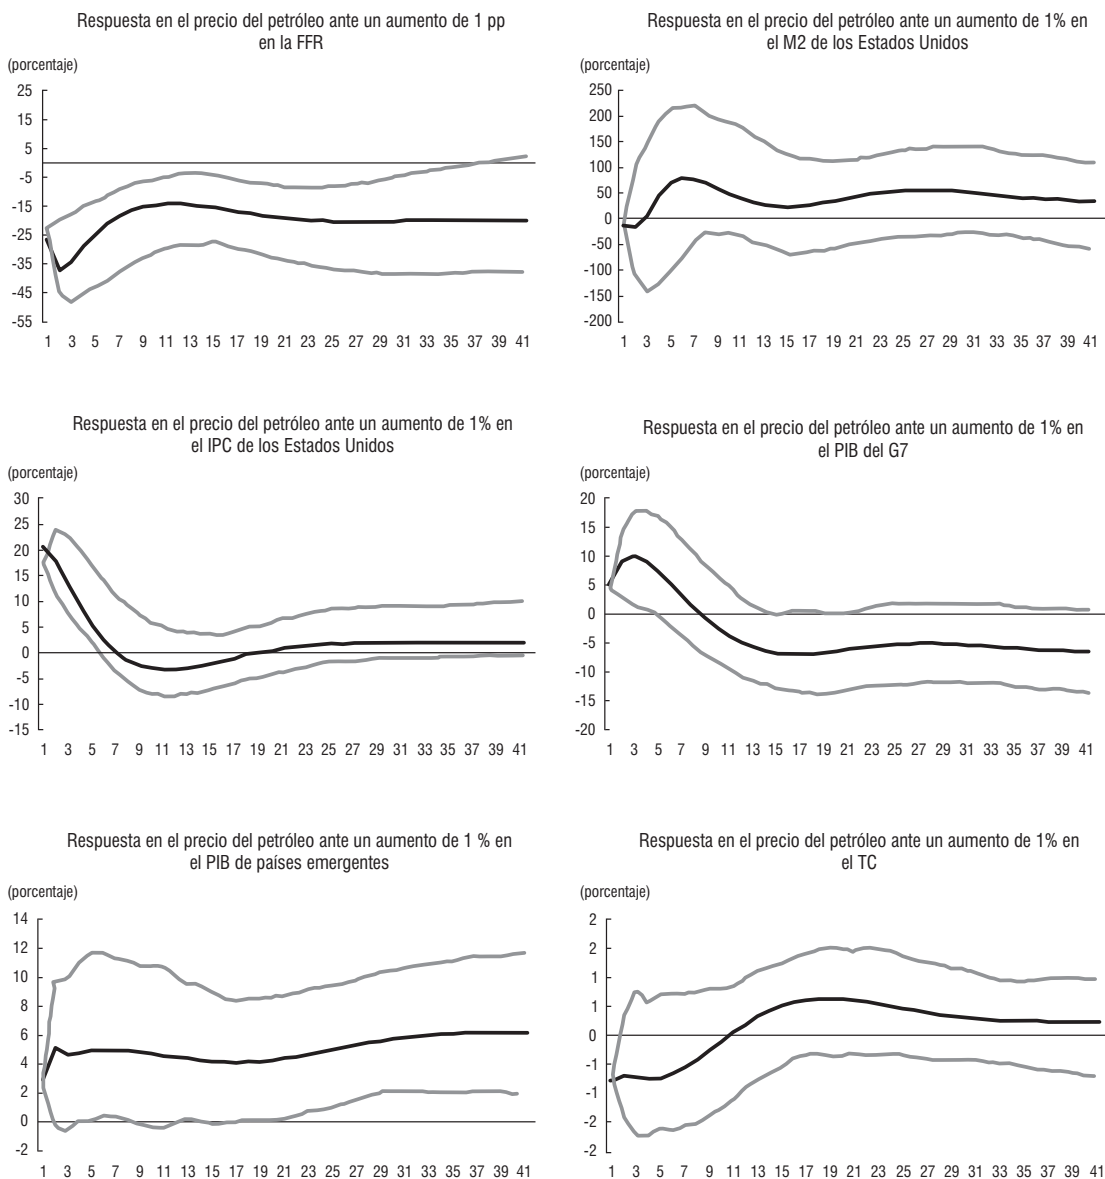 Respuesta en el precio del petróleo ante un aumento de 1 pp
en la FFR
(porcentaje)
25
15
5
-5
-15
-25
-35
-45
-55
1 3 5 7 9 11 13 15 17 19 21 23 25 27 29 31 33 35 37 39 41
Respuesta en el precio del petróleo ante un aumento de 1% en
el M2 de los Estados Unidos
(porcentaje)
250
200
150
100
50
0
-50
-100
-150
-200
1 3 5 7 9 11 13 15 17 19 21 23 25 27 29 31 33 35 37 39 41
Respuesta en el precio del petróleo ante un aumento de 1% en
el IPC de los Estados Unidos
(porcentaje)
30
25
20
15
10
5
0
-5
-10
-15
1 3 5 7 9 11 13 15 17 19 21 23 25 27 29 31 33 35 37 39 41
Respuesta en el precio del petróleo ante un aumento de 1% en
el PIB del G7
(porcentaje)
20
15
10
5
0
-5
-10
-15
-20
1 3 5 7 9 11 13 15 17 19 21 23 25 27 29 31 33 35 37 39 41
Respuesta en el precio del petróleo ante un aumento de 1 % en
el PIB de países emergentes
(porcentaje)
14
12
10
8
6
4
2
0
-2
1 3 5 7 9 11 13 15 17 19 21 23 25 27 29 31 33 35 37 39 41
Respuesta en el precio del petróleo ante un aumento de 1% en
el TC
(porcentaje)
2
2
1
1
0
-1
-1
-2
-2
1 3 5 7 9 11 13 15 17 19 21 23 25 27 29 31 33 35 37 39 41